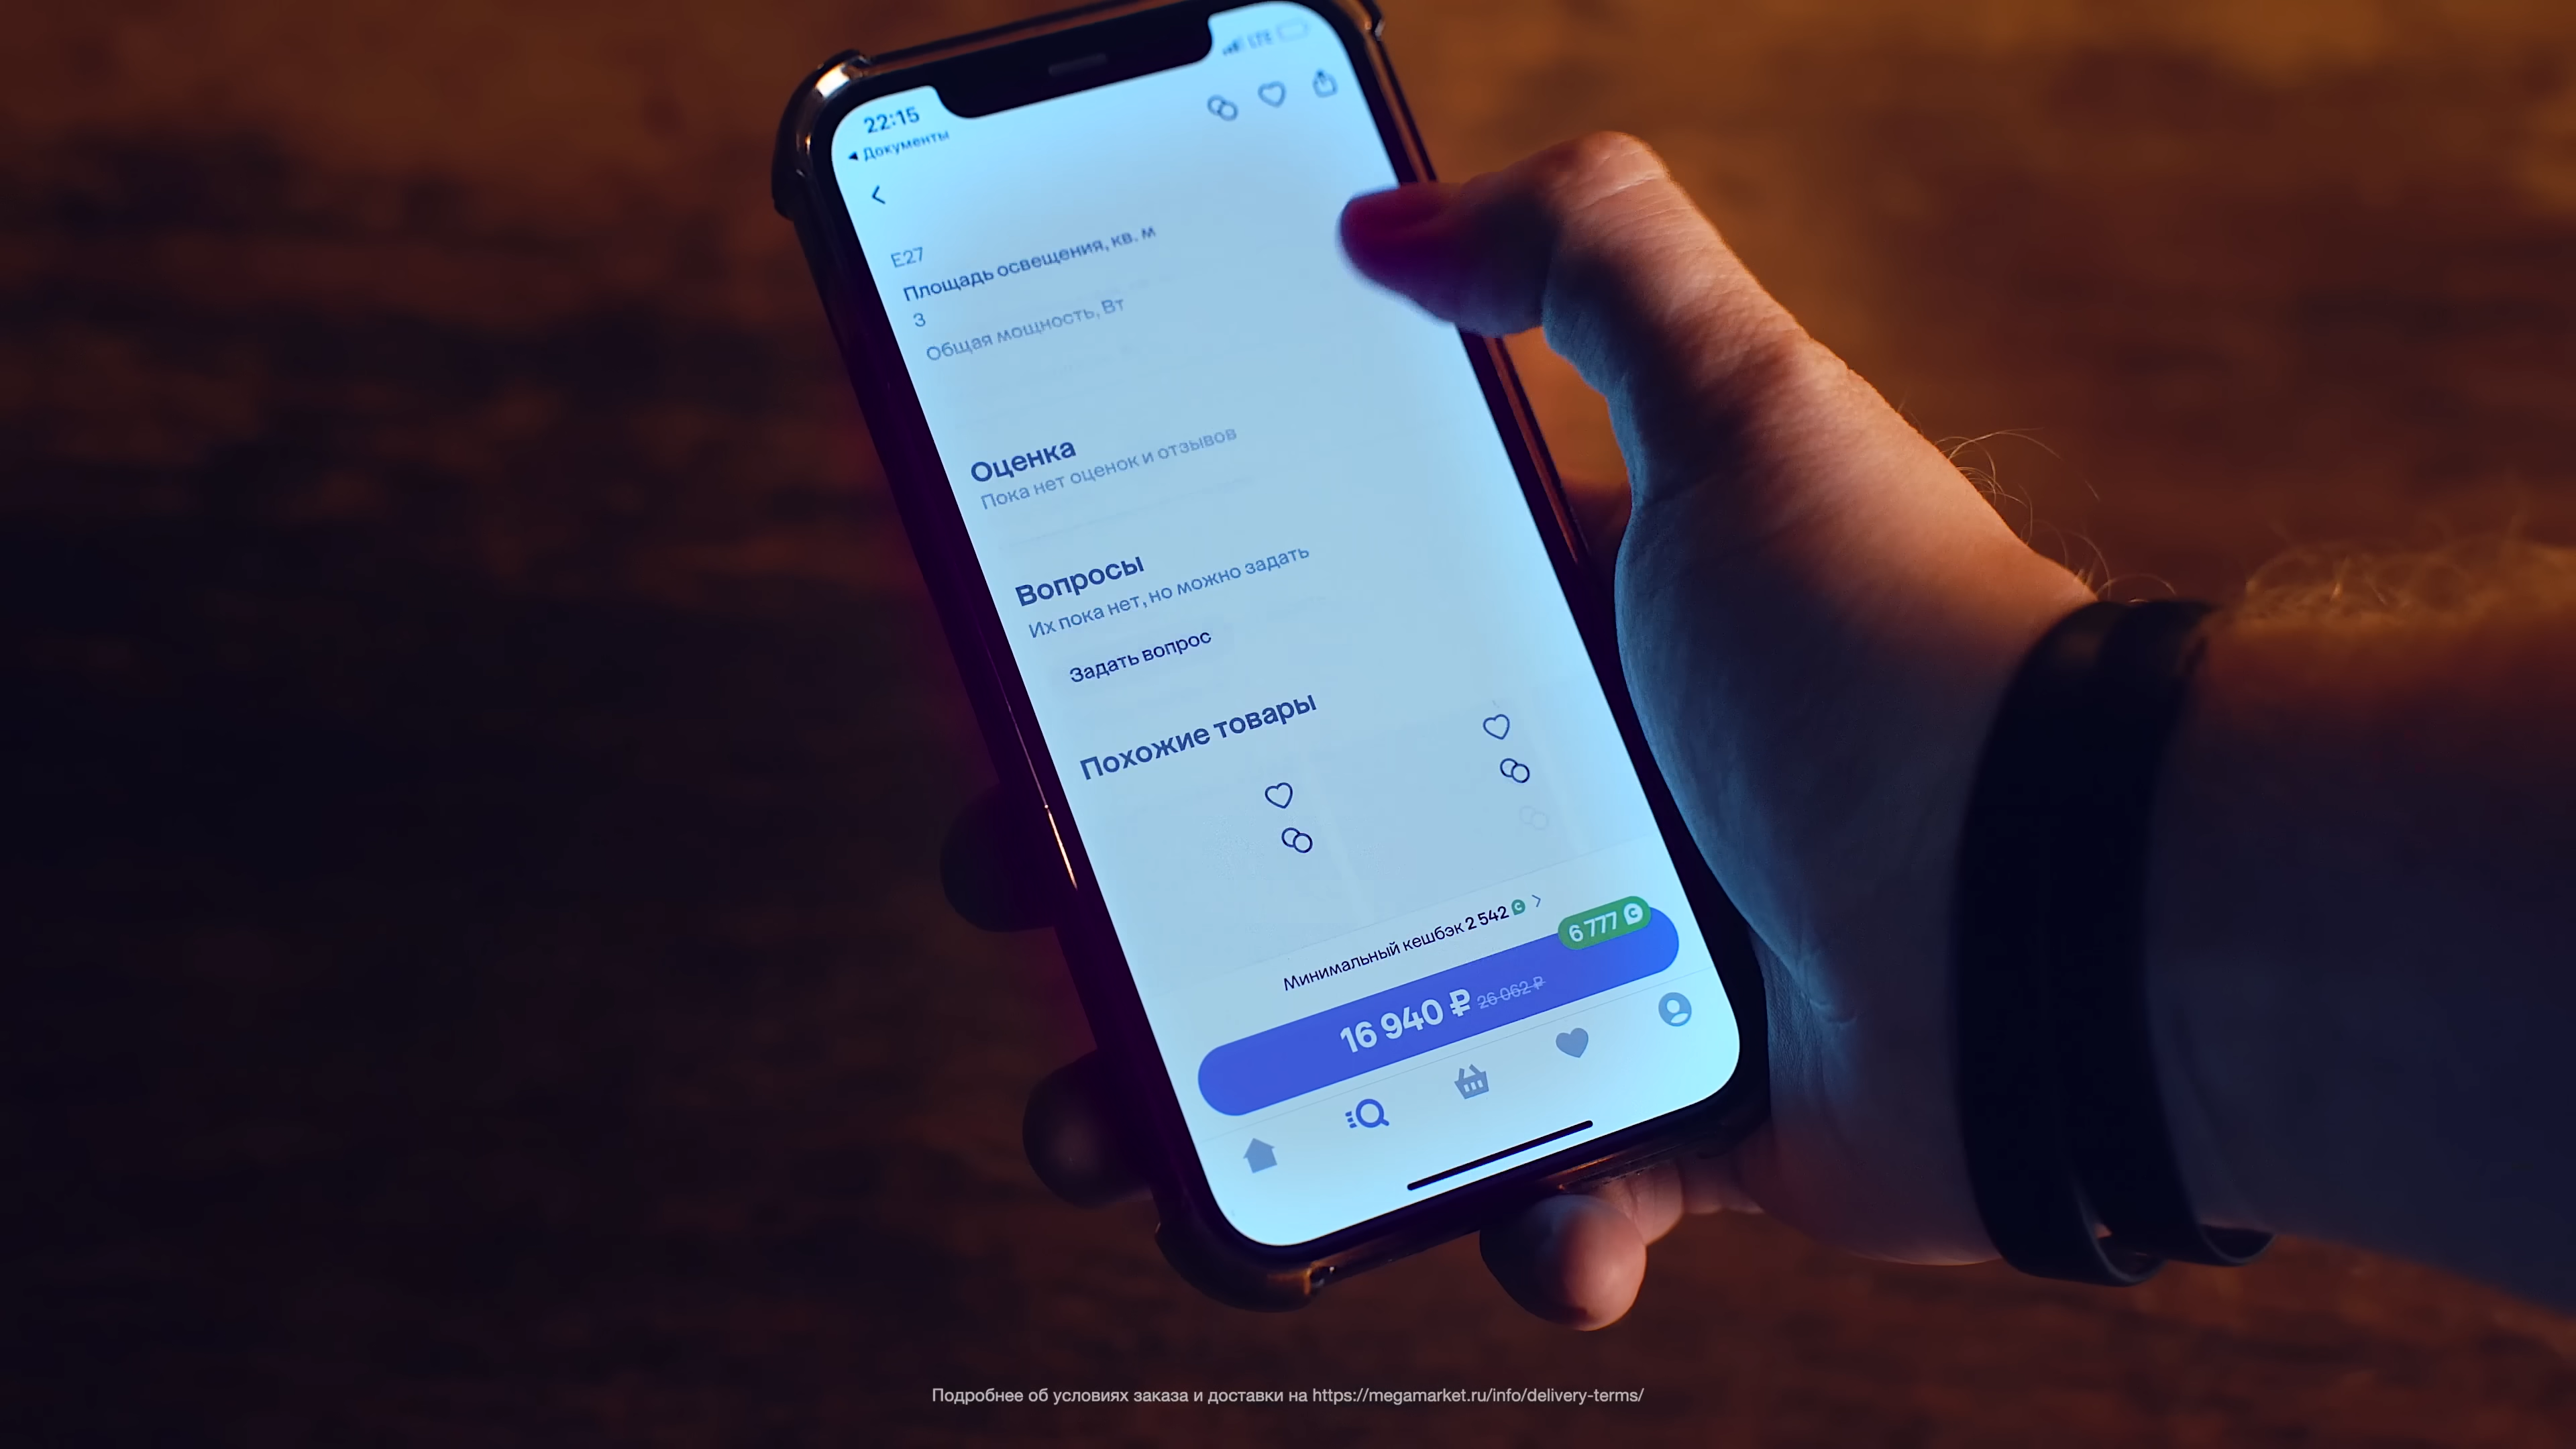 22:15
LTE
◄ Документы
E27
Площадь освещения, кв. м
3
Общая мощность, Вт
Оценка
Пока нет оценок и отзывов
Вопросы
Их пока нет, но можно задать
Задать вопрос
Похожие товары
Минимальный кешбэк 2 542
6 777
16 940 ₽ 26 062 ₽
Подробнее об условиях заказа и доставки на https://megamarket.ru/info/delivery-terms/